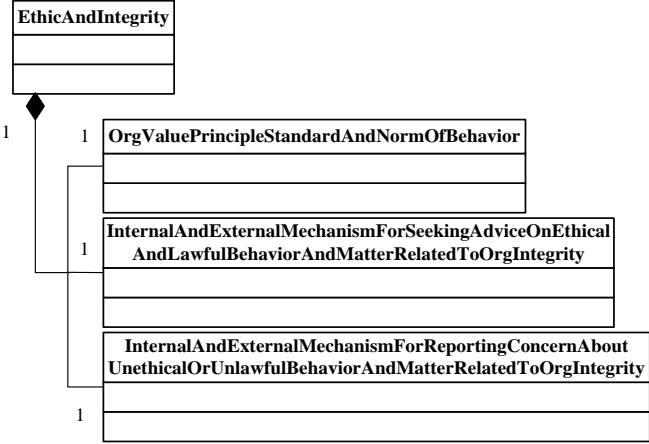 EthicAndIntegrity
1
1
OrgValuePrincipleStandardAndNormOfBehavior
1
InternalAndExternalMechanismForSeekingAdviceOnEthical
AndLawfulBehaviorAndMatterRelatedToOrgIntegrity
InternalAndExternalMechanismForReportingConcernAbout
UnethicalOrUnlawfulBehaviorAndMatterRelatedToOrgIntegrity
1